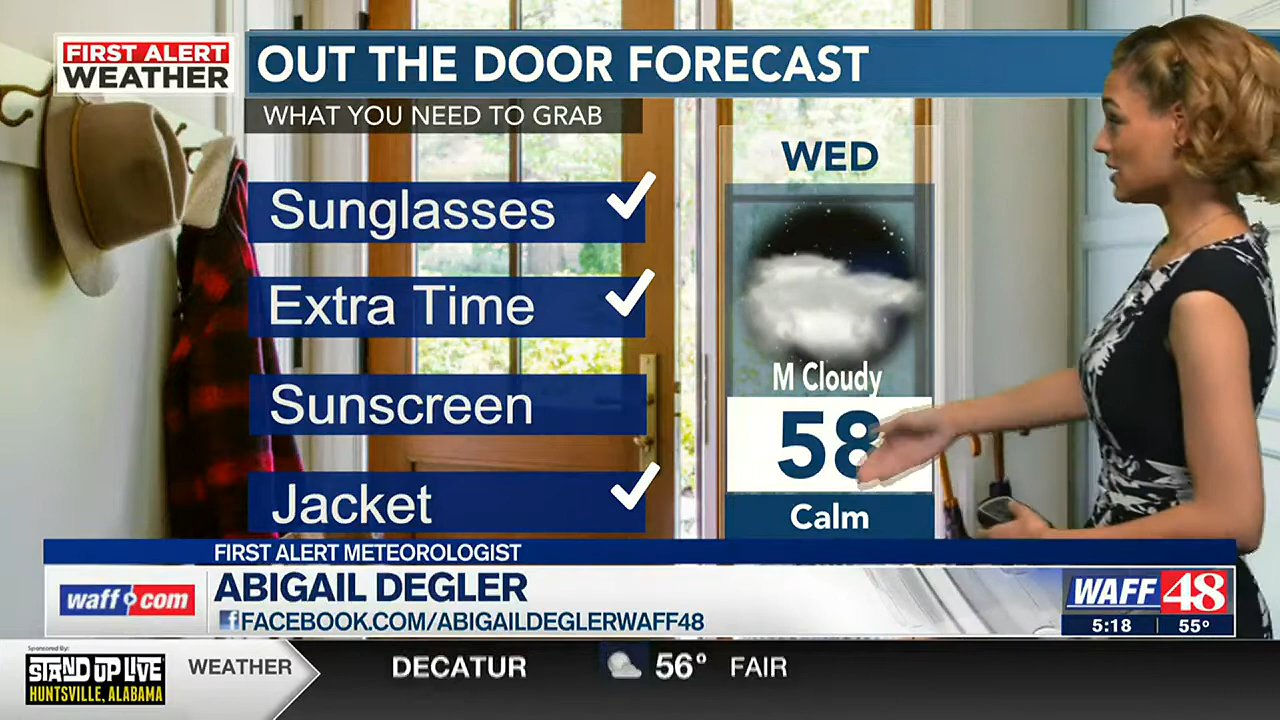 FIRST ALERT
WEATHER
OUT THE DOOR FORECAST
WHAT YOU NEED TO GRAB
WED
Sunglasses
Extra Time
Sunscreen
Jacket
M Cloudy
58
Calm
FIRST ALERT METEOROLOGIST
ABIGAIL DEGLER
FACEBOOK.COM/ABIGAILDEGLERWAFF48
waff com
WAFF 48
5:18 55°
Sponsored By:
STAND UP LIVE
HUNTSVILLE, ALABAMA
WEATHER
DECATUR 56° FAIR